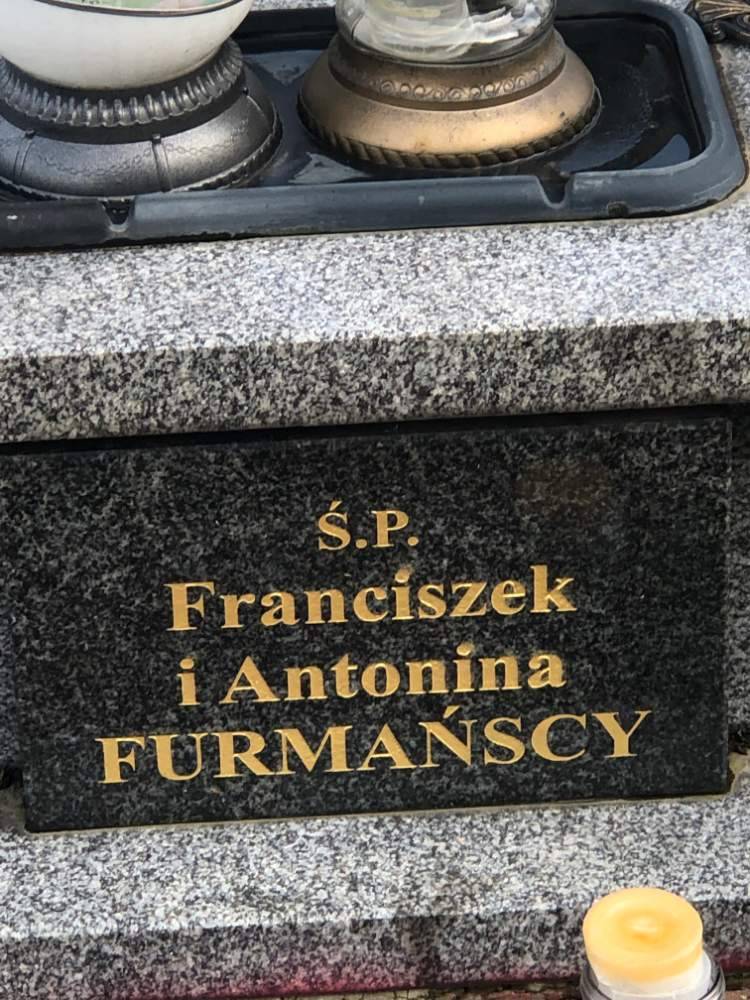 Ś.P.
Franciszek
i Antonina
FURMAŃSCY